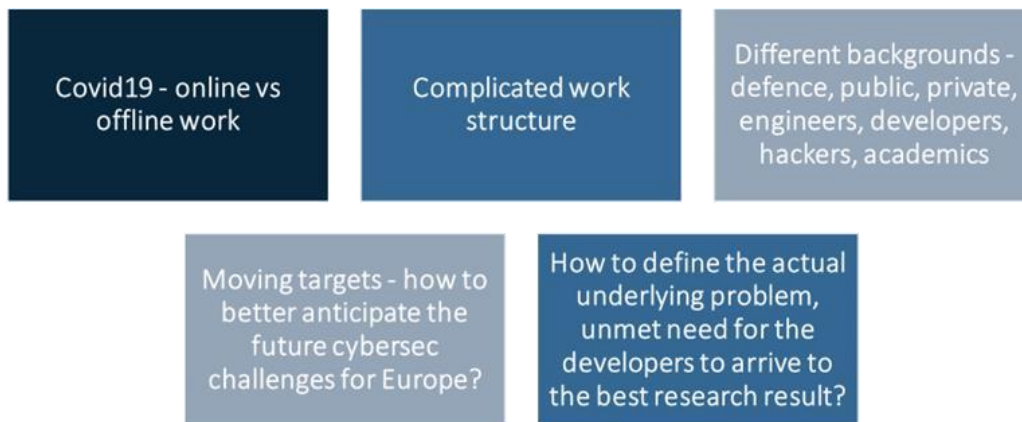 Covid19 - online vs
offline work
Complicated work
structure
Different backgrounds -
defence, public, private,
engineers, developers,
hackers, academics
Moving targets - how to
better anticipate the
future cybersec
challenges for Europe?
How to define the actual
underlying problem,
unmet need for the
developers to arrive to
the best research result?